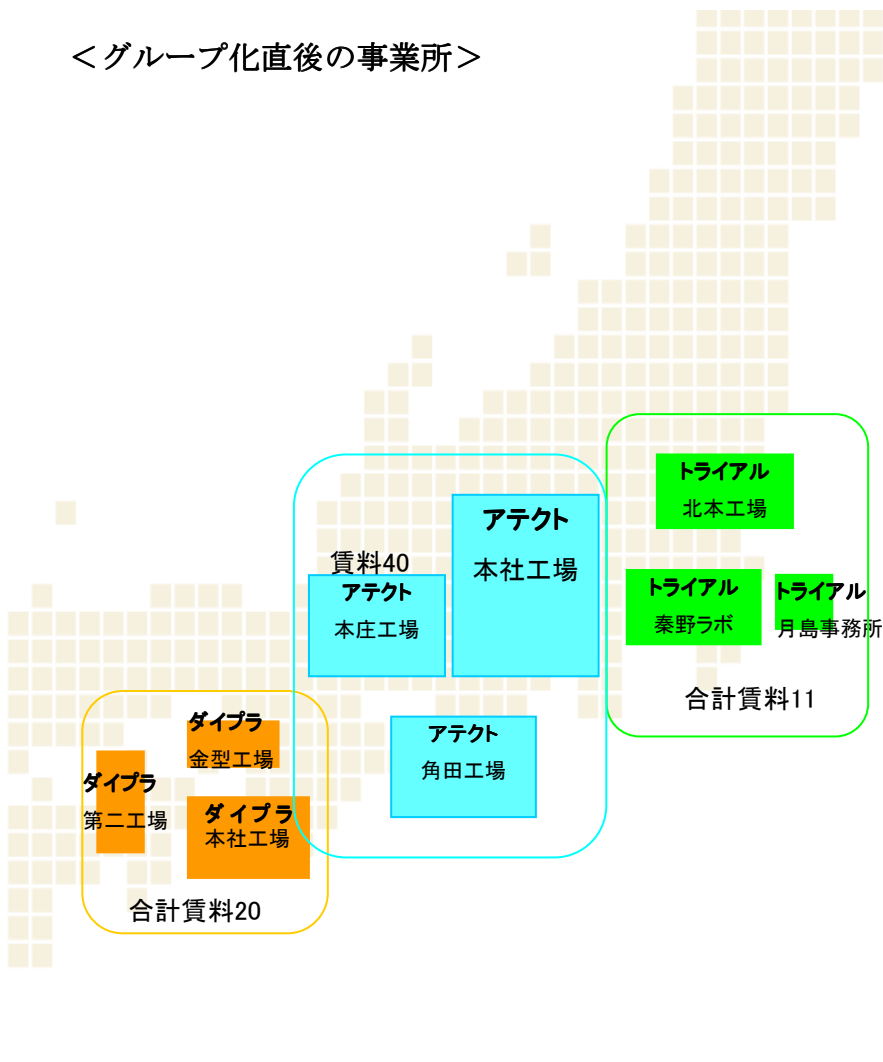 ＜グループ化直後の事業所＞
トライアル
北本工場
アテクト
本社工場
賃料40
アテクト
本庄工場
トライアル
秦野ラボ
トライアル
月島事務所
合計賃料11
アテクト
角田工場
ダイプラ
金型工場
ダイプラ
第二工場
ダイプラ
本社工場
合計賃料20